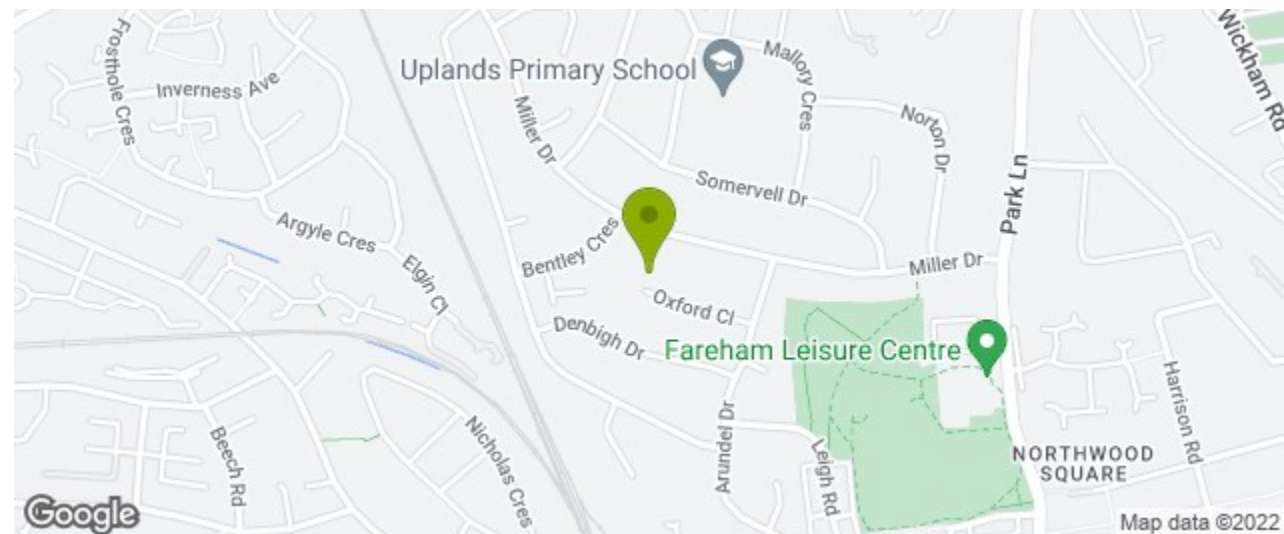 Frosthole Cres
Inverness Ave
Uplands Primary School
Mallory Cres
Wickham Rd
Miller Dr
Norton Dr
Somervell Dr
Park Ln
Argyle Cres
Bentley Cres
Elgin Cl
Miller Dr
Oxford Cl
Denbigh Dr
Fareham Leisure Centre
Harrison Rd
Beech Rd
Nicholas Cres
Arundel Dr
Leigh Rd
NORTHWOOD
SQUARE
Google
Map data ©2022